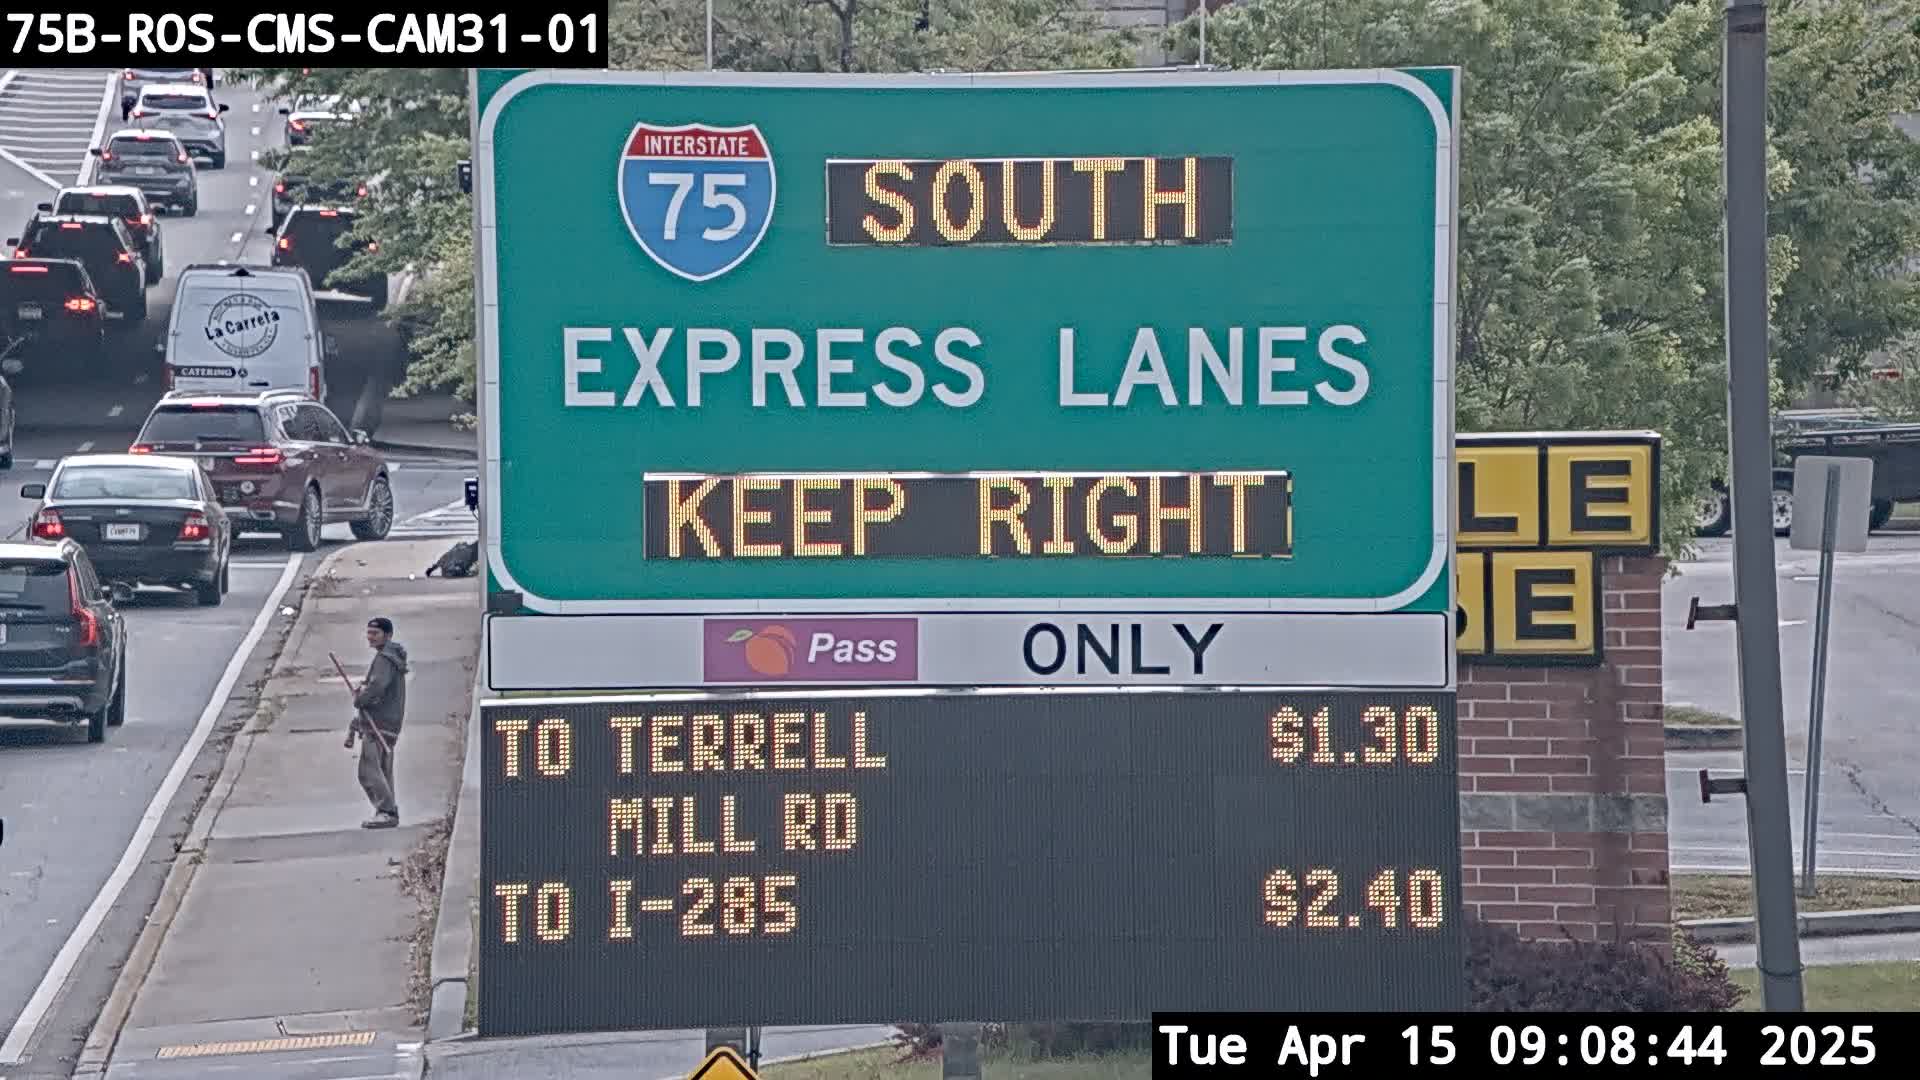 75B-ROS-CMS-CAM31-01
INTERSTATE
75
SOUTH
EXPRESS LANES
KEEP RIGHT
Pass ONLY
TO TERRELL $1.30
MILL RD
TO I-285 $2.40
La Carreta
CATERING
LE
E
Tue Apr 15 09:08:44 2025